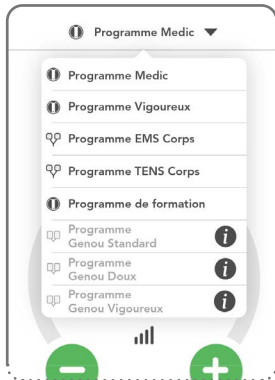 Programme Medic
Programme Medic
Programme Vigoureux
Programme EMS Corps
Programme TENS Corps
Programme de formation
Programme
Genou Standard
i
Programme
Genou Doux
i
Programme
Genou Vigoureux
i